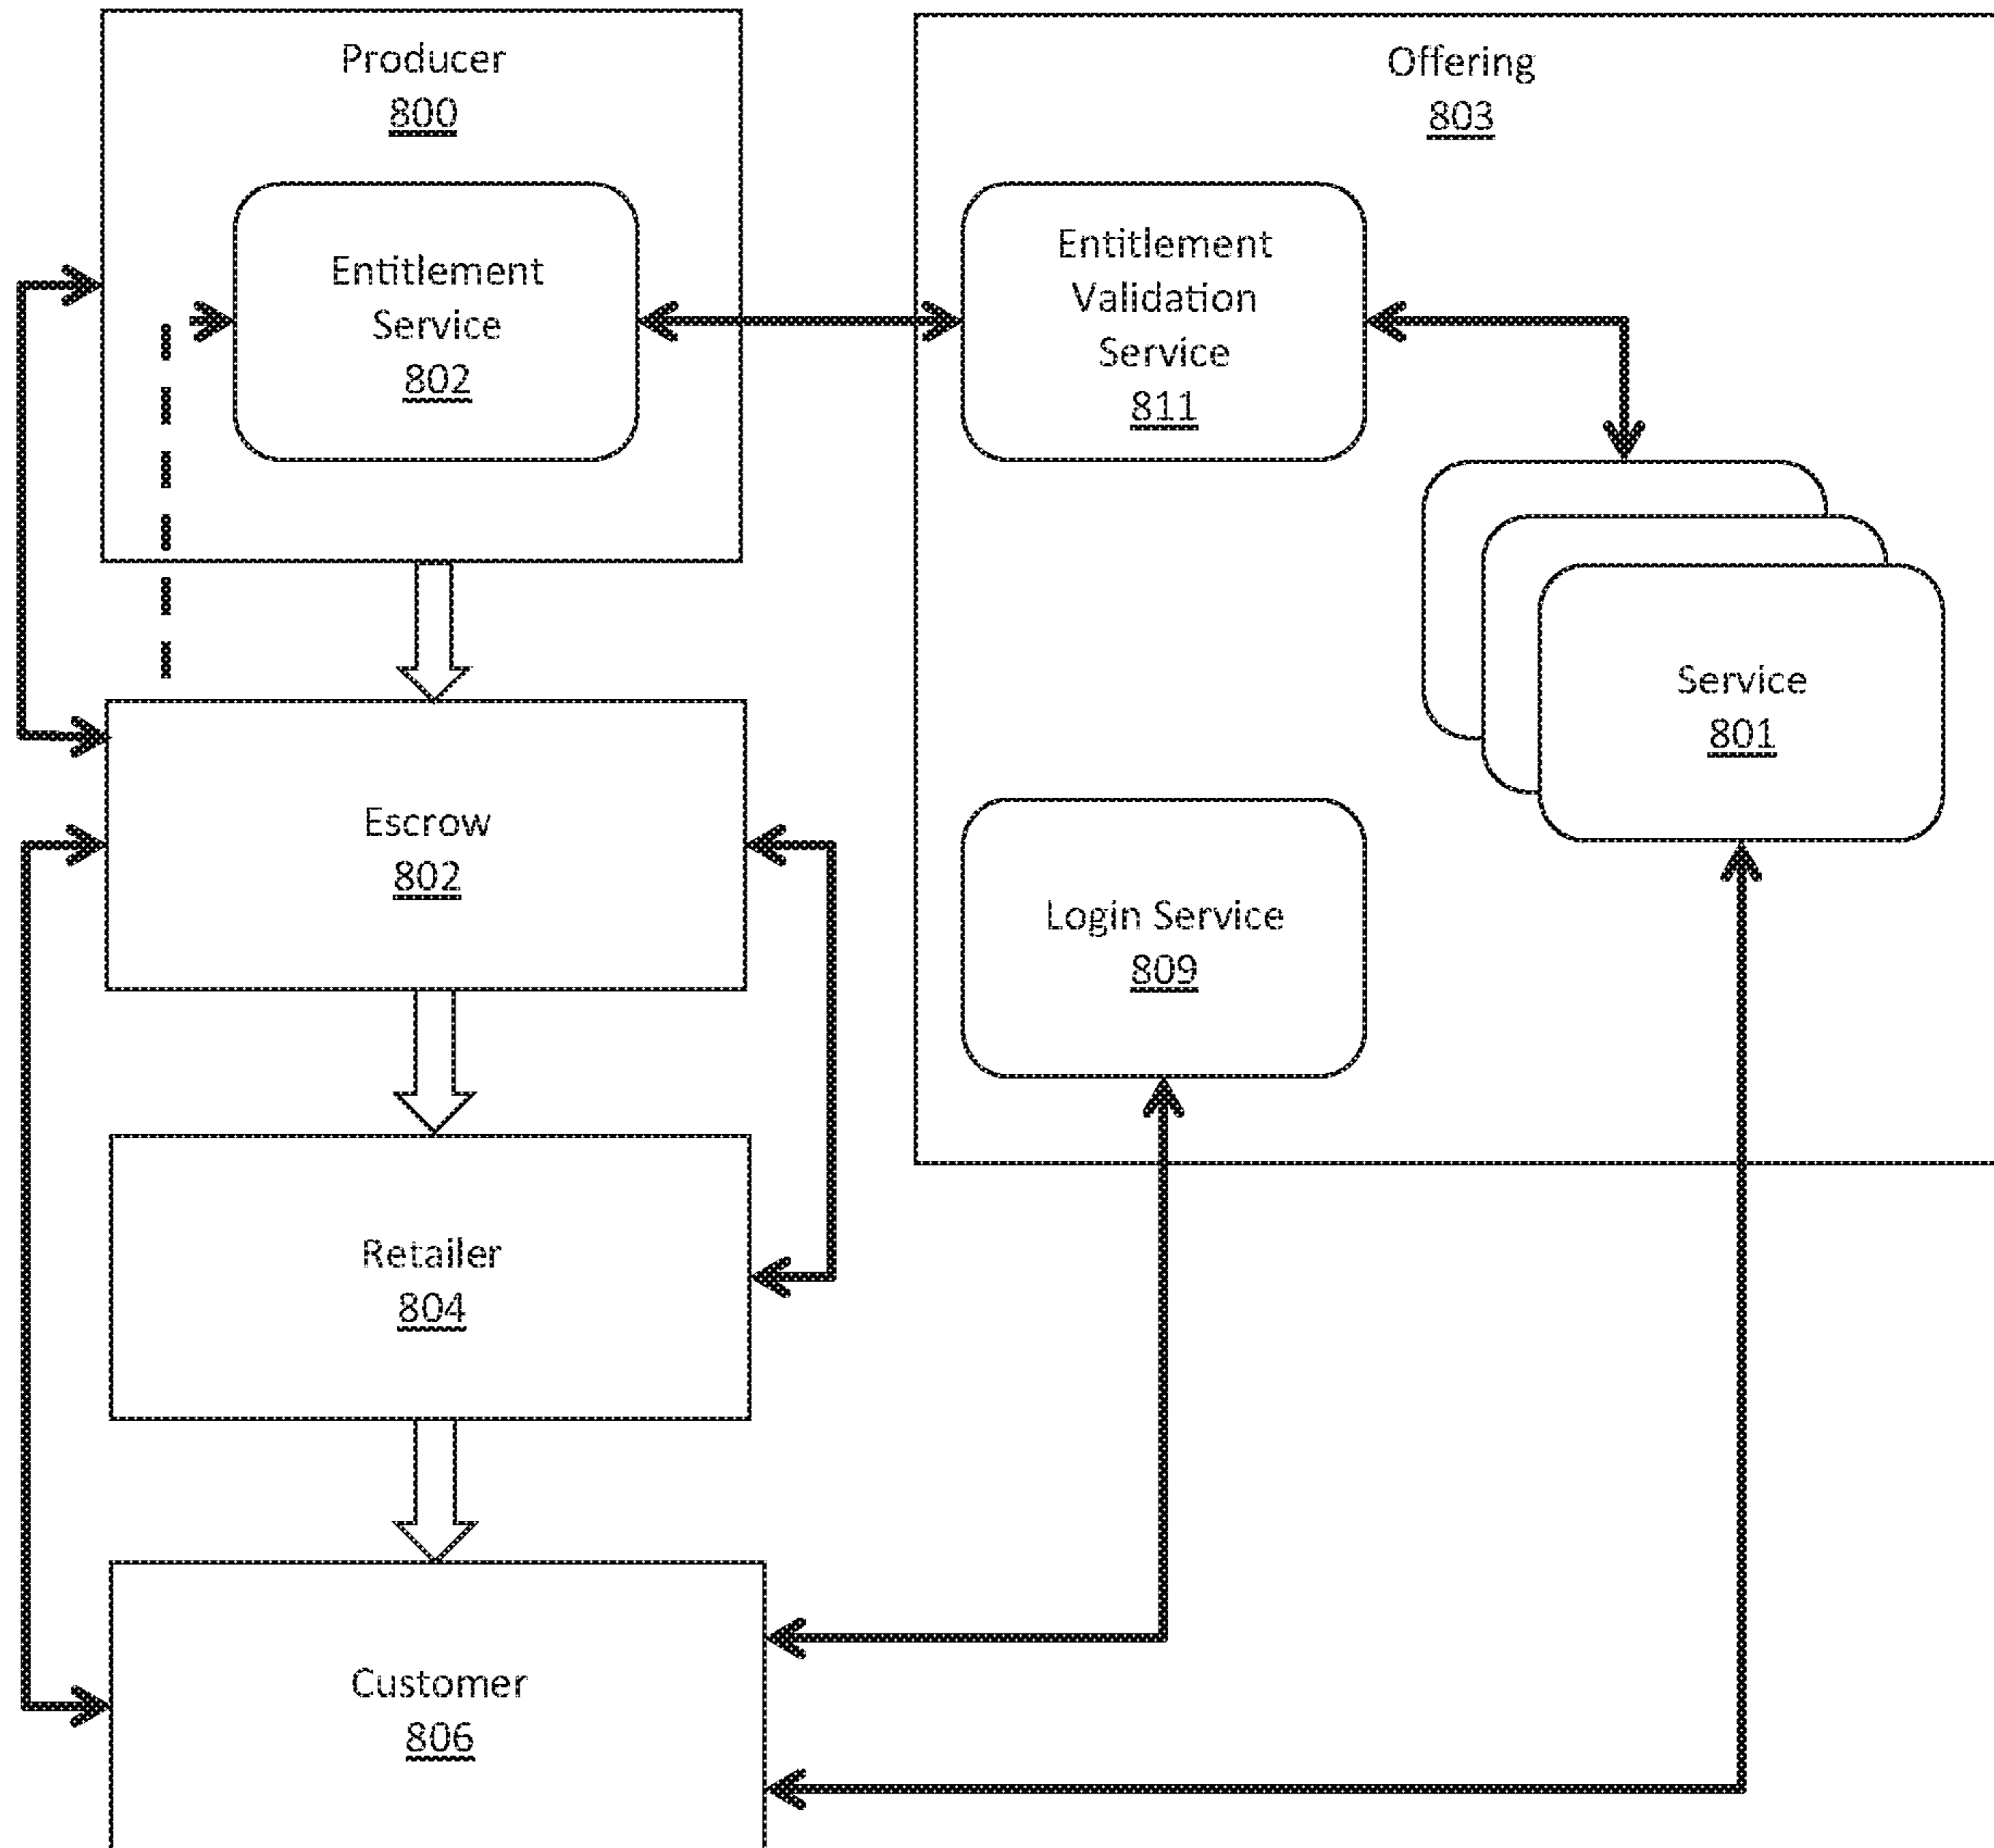 Producer
800
Entitlement
Service
802
Offering
803
Entitlement
Validation
Service
811
Service
801
Escrow
802
Login Service
809
Retailer
804
Customer
806